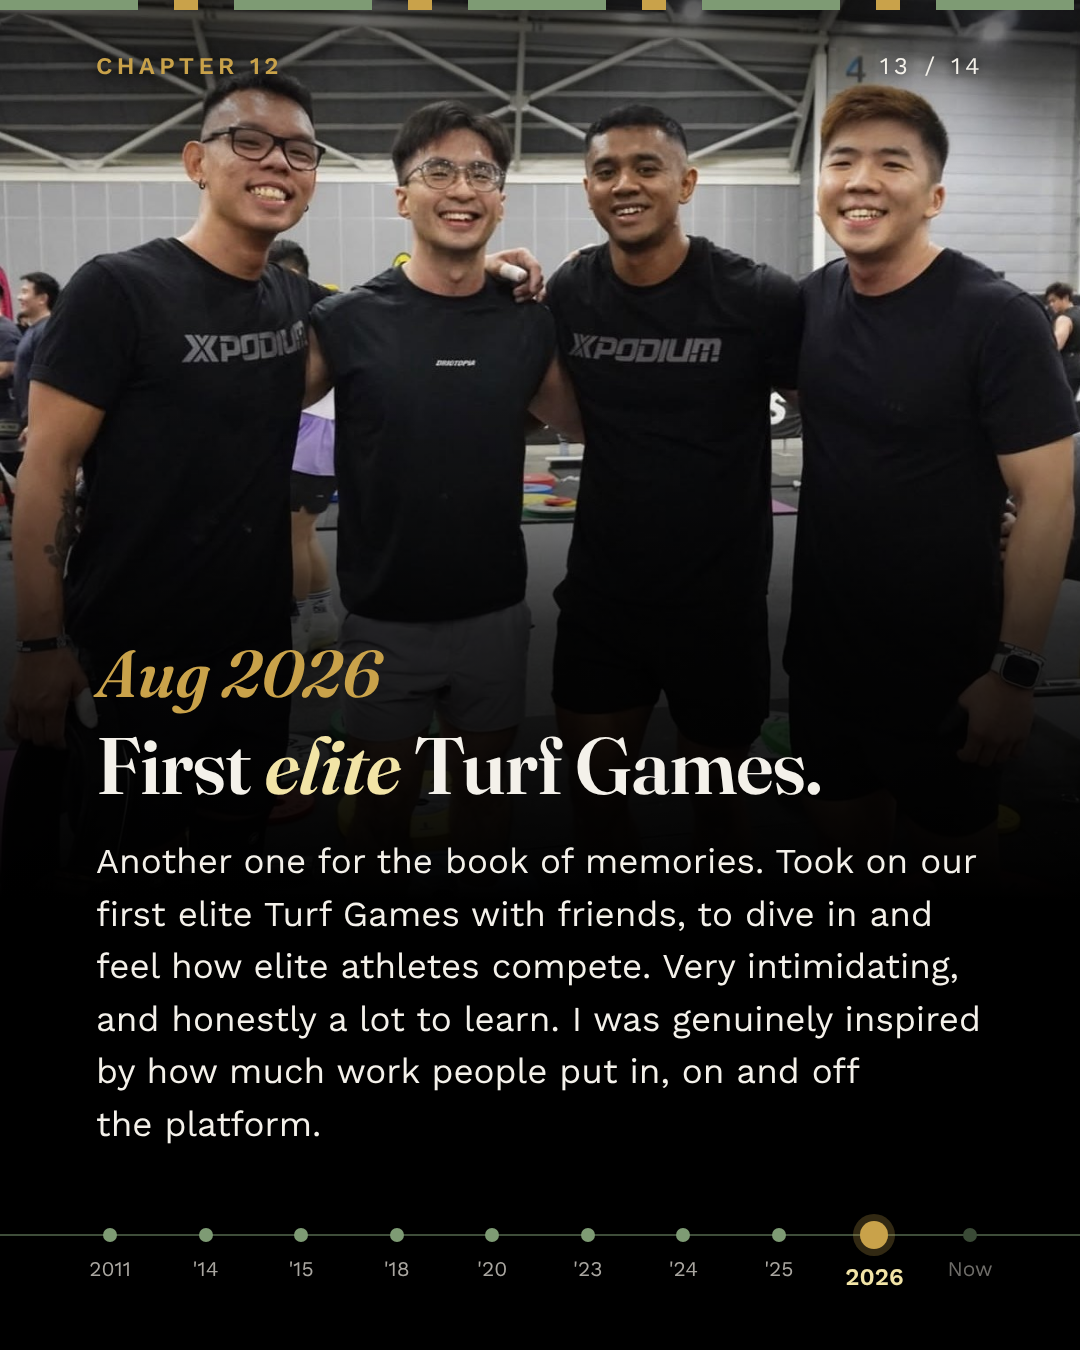 CHAPTER 12
4 13 / 14
XPODIUM
DRIGTOPIA
XPODIUM
S
Aug 2026
First elite Turf Games.
Another one for the book of memories. Took on our
first elite Turf Games with friends, to dive in and
feel how elite athletes compete. Very intimidating,
and honestly a lot to learn. I was genuinely inspired
by how much work people put in, on and off
the platform.
2011 '14 '15 '18 '20 '23 '24 '25 2026 Now